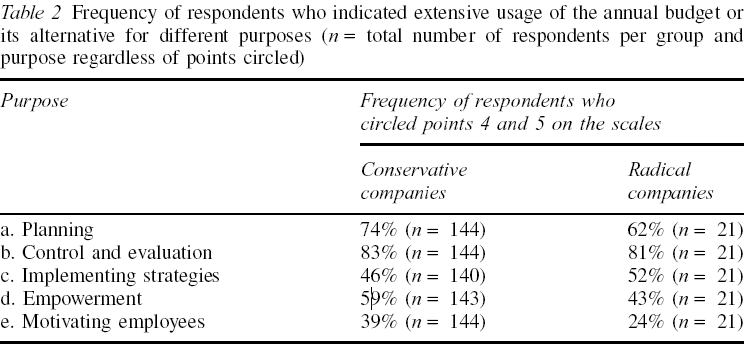 Table 2 Frequency of respondents who indicated extensive usage of the annual budget or
its alternative for different purposes (n = total number of respondents per group and
purpose regardless of points circled)
Purpose Frequency of respondents who
circled points 4 and 5 on the scales
Conservative Radical
companies companies
a. Planning 74% (n = 144) 62% (n = 21)
b. Control and evaluation 83% (n = 144) 81% (n = 21)
c. Implementing strategies 46% (n = 140) 52% (n = 21)
d. Empowerment 59% (n = 143) 43% (n = 21)
e. Motivating employees 39% (n = 144) 24% (n = 21)